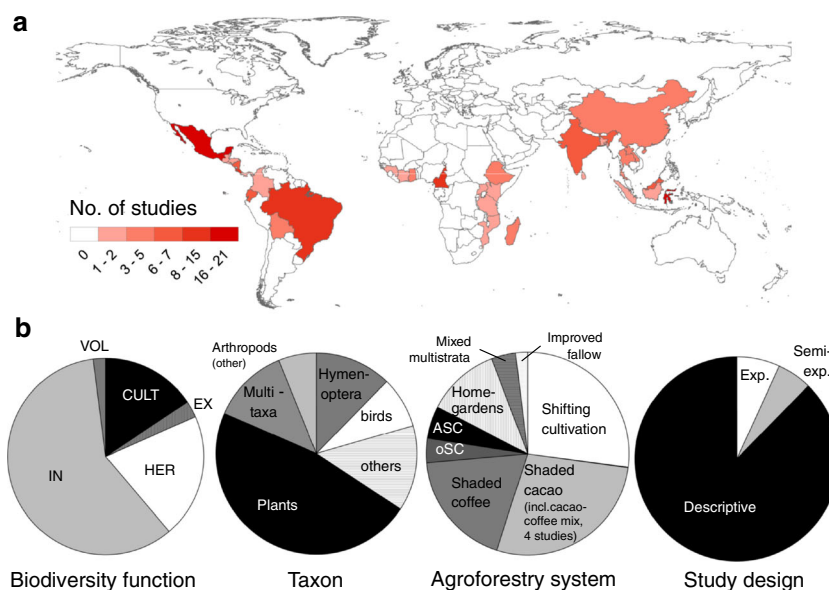 a
No. of studies
0
1 - 2
3 - 5
6 - 7
8 - 15
16 - 21
b
VOL
CULT
EX
HER
IN
Biodiversity function
Arthropods
(other)
Hymen-
optera
Multi -
taxa
birds
others
Plants
Taxon
Mixed
multistrata
Improved
fallow
Home-
gardens
Shifting
cultivation
ASC
oSC
Shaded
coffee
Shaded
cacao
(incl.cacao-
coffee mix,
4 studies)
Agroforestry system
Semi-
exp.
Exp.
Descriptive
Study design